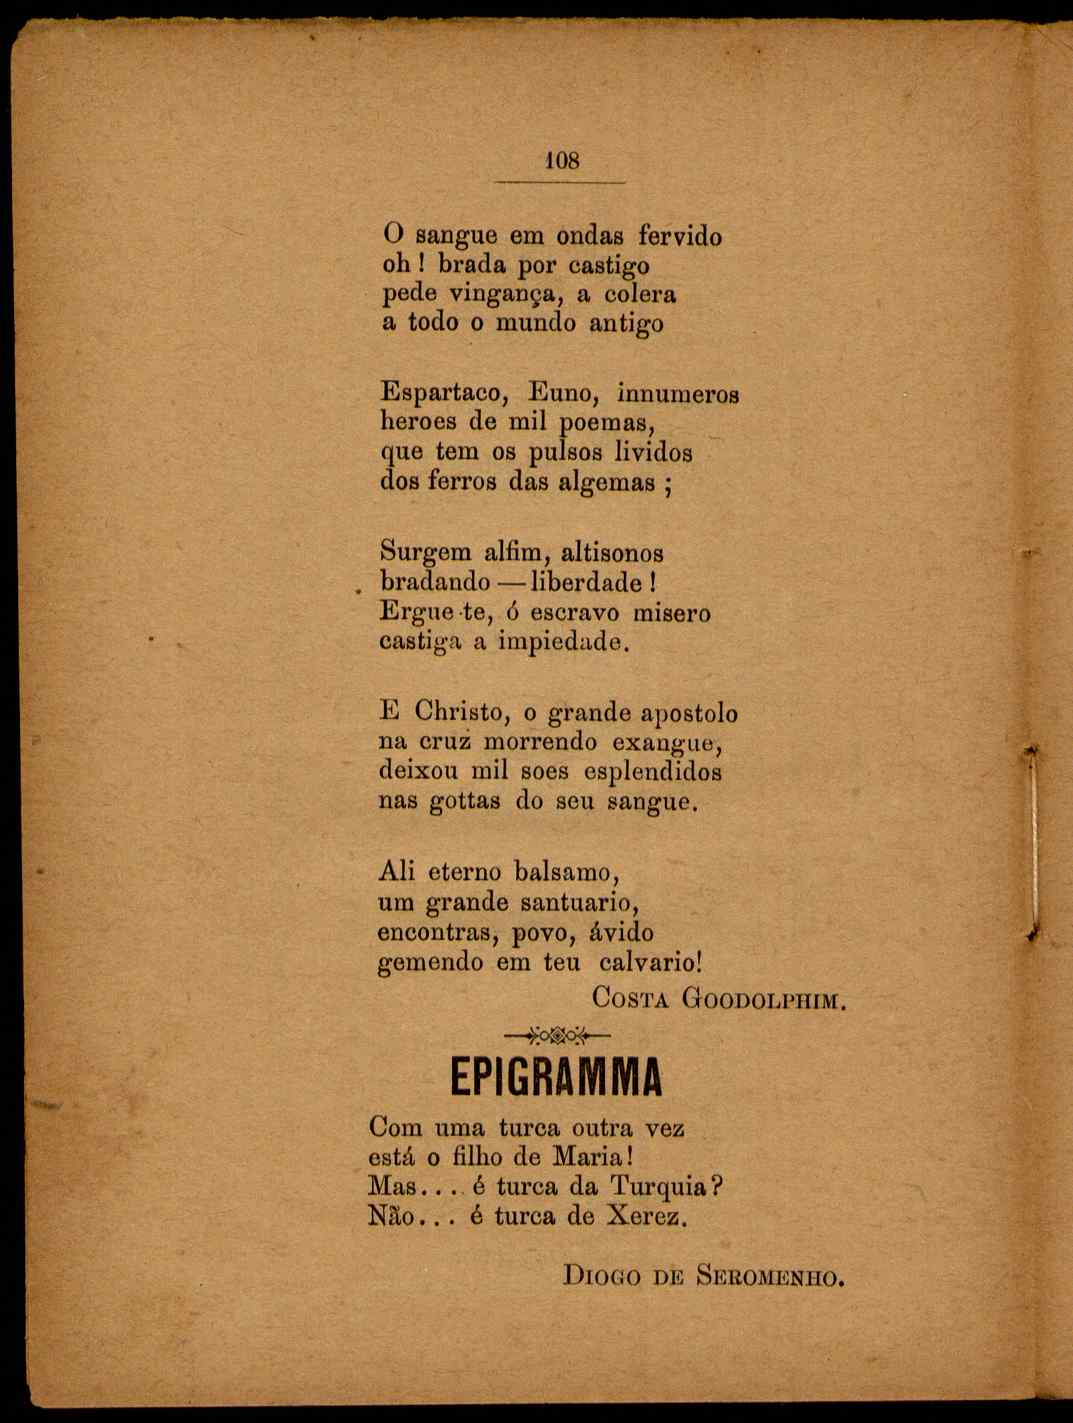 108
O sangue em ondas fervido
oh! brada por castigo
pede vingança, a colera
a todo o mundo antigo
Espartaco, Euno, innumeros
heroes de mil poemas,
que tem os pulsos lividos
dos ferros das algemas;
Surgem alfim, altisonos
bradando — liberdade!
Ergue-te, ó escravo misero
castiga a impiedade.
E Christo, o grande apostolo
na cruz morrendo exangue,
deixou mil soes esplendidos
nas gottas do seu sangue.
Ali eterno balsamo,
um grande santuario,
encontras, povo, ávido
gemendo em teu calvario!
COSTA GOODOLPHIM.
EPIGRAMMA
Com uma turca outra vez
está o filho de Maria!
Mas.... é turca da Turquia?
Não... é turca de Xerez.
DIOGO DE SEROMENHO.